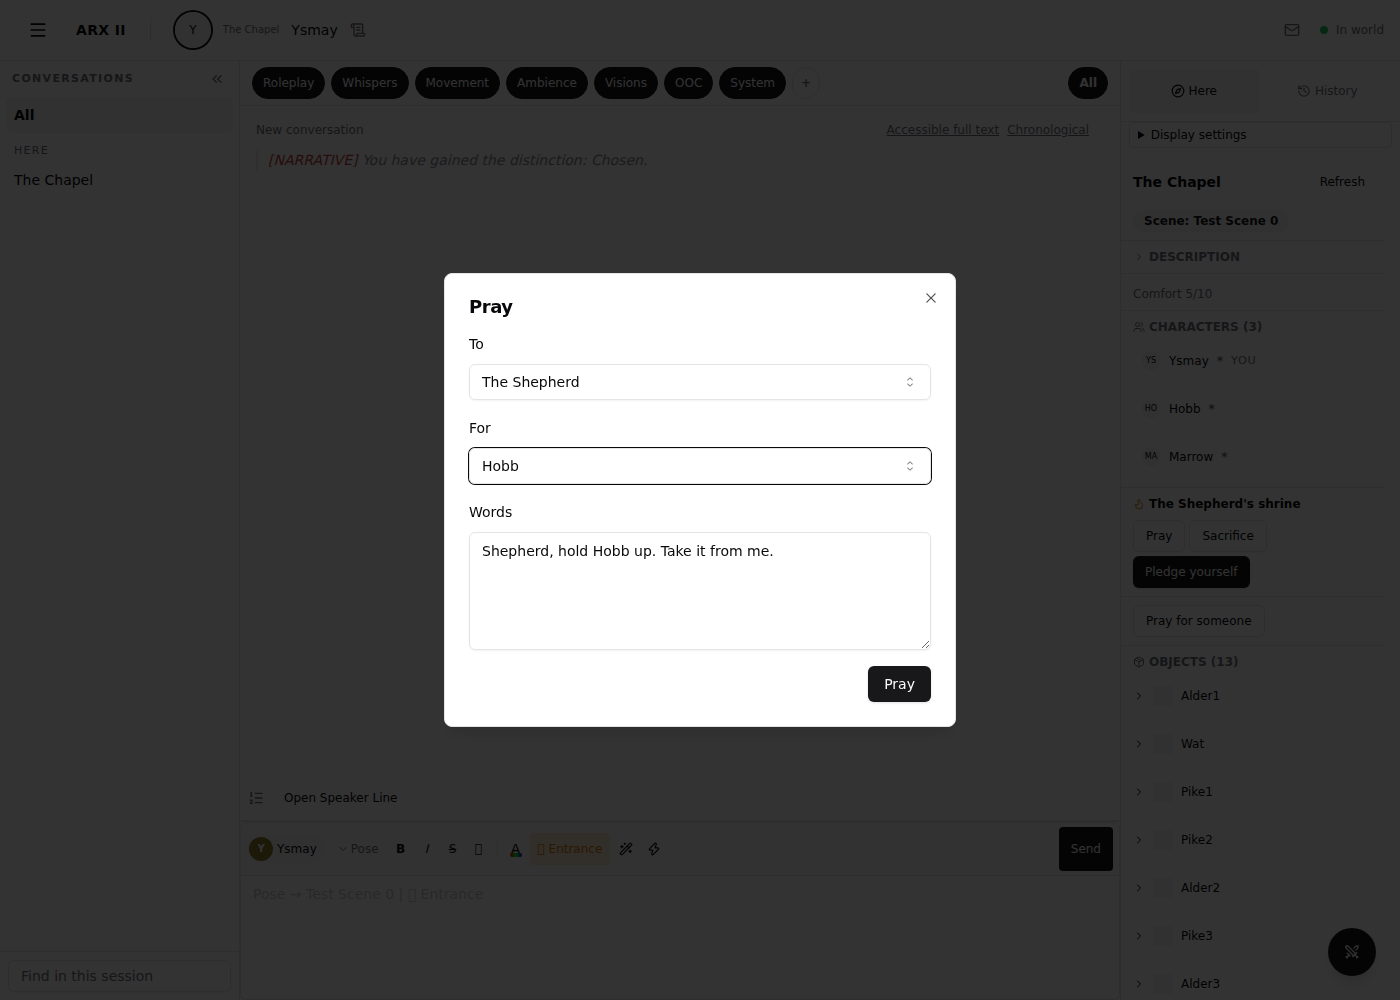 ARX II
Y
The Chapel
Ysmay
In world
CONVERSATIONS
All
HERE
The Chapel
Find in this session
Roleplay
Whispers
Movement
Ambience
Visions
OOC
System
+
All
New conversation
Accessible full text
Chronological
[NARRATIVE] You have gained the distinction: Chosen.
Pray
To
The Shepherd
For
Hobb
Words
Shepherd, hold Hobb up. Take it from me.
Pray
Open Speaker Line
Y
Ysmay
Pose
B
I
S
A
Entrance
Send
Pose → Test Scene 0 | Entrance
Here
History
Display settings
The Chapel
Refresh
Scene: Test Scene 0
DESCRIPTION
Comfort 5/10
CHARACTERS (3)
YS
Ysmay * YOU
HO
Hobb *
MA
Marrow *
The Shepherd's shrine
Pray
Sacrifice
Pledge yourself
Pray for someone
OBJECTS (13)
Alder1
Wat
Pike1
Pike2
Alder2
Pike3
Alder3